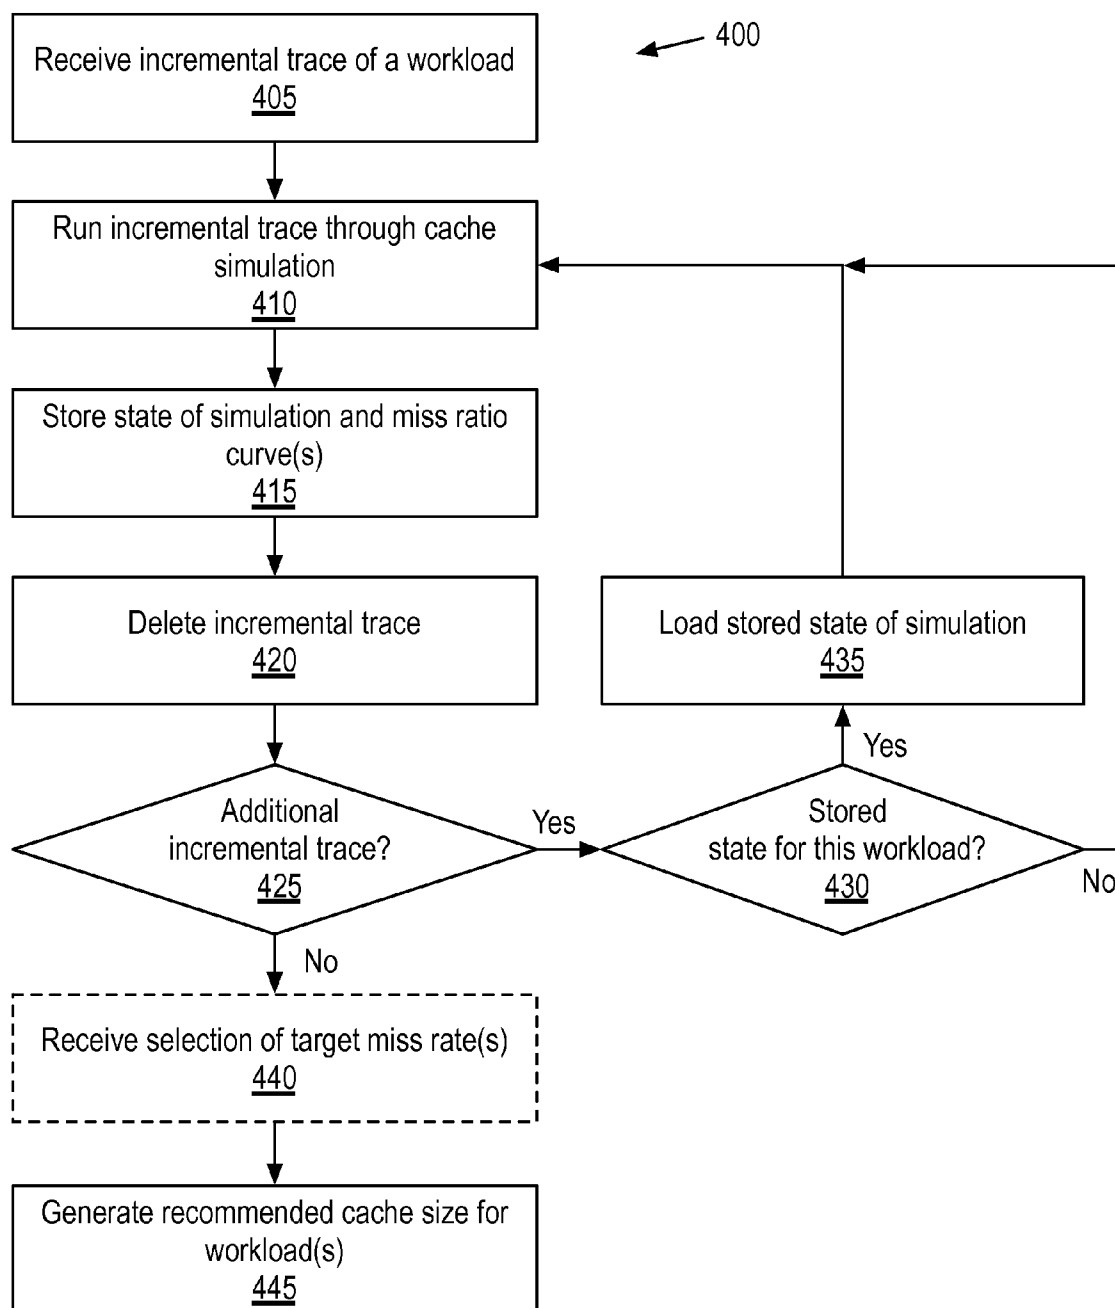 400
Receive incremental trace of a workload
405
Run incremental trace through cache
simulation
410
Store state of simulation and miss ratio
curve(s)
415
Delete incremental trace
420
Load stored state of simulation
435
Yes
Additional
incremental trace?
425
Yes
Stored
state for this workload?
430
No
No
Receive selection of target miss rate(s)
440
Generate recommended cache size for
workload(s)
445